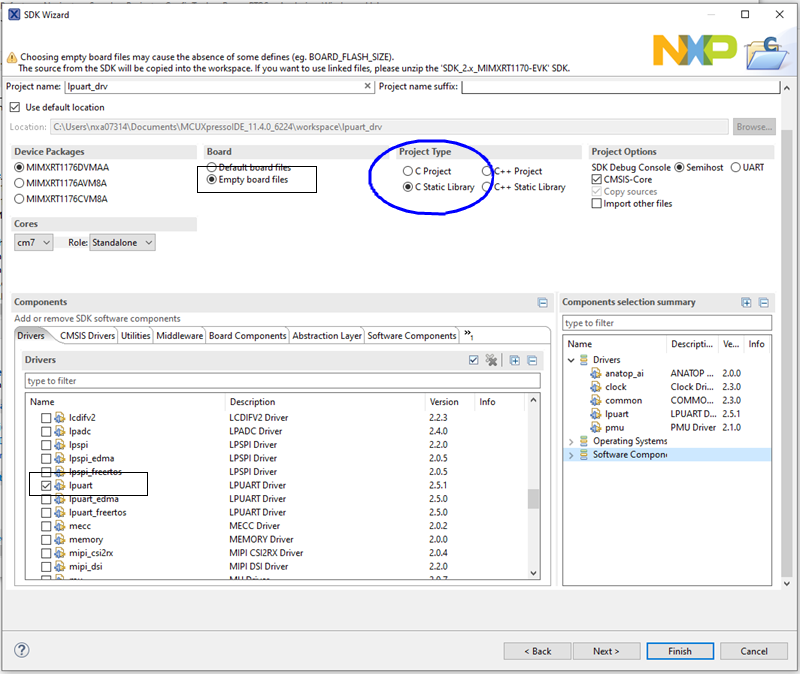 SDK Wizard
Choosing empty board files may cause the absence of some defines (eg. BOARD_FLASH_SIZE).
The source from the SDK will be copied into the workspace. If you want to use linked files, please unzip the 'SDK_2.x_MIMXRT1170-EVK' SDK.
NXP
C
Project name: lpuart_drv
Project name suffix:
Use default location
Location: C:\Users\nxa07314\Documents\MCUXpressoIDE_11.4.0_6224\workspace\lpuart_drv
Browse...
Device Packages
MIMXRT1176DVMAA
MIMXRT1176AVM8A
MIMXRT1176CVM8A
Board
Default board files
Empty board files
Project Type
C Project
C++ Project
C Static Library
C++ Static Library
Project Options
SDK Debug Console Semihost UART
CMSIS-Core
Copy sources
Import other files
Cores
cm7 Role: Standalone
Components
Add or remove SDK software components
Drivers CMSIS Drivers Utilities Middleware Board Components Abstraction Layer Software Components »1
Drivers
type to filter
Name Description Version Info
lcdifv2 LCDIFV2 Driver 2.2.3
lpadc LPADC Driver 2.4.0
lpspi LPSPI Driver 2.2.0
lpspi_edma LPSPI Driver 2.0.5
lpspi_freertos LPSPI Driver 2.0.5
lpuart LPUART Driver 2.5.1
lpuart_edma LPUART Driver 2.5.0
lpuart_freertos LPUART Driver 2.5.0
mecc MECC Driver 2.0.2
memory MEMORY Driver 2.0.0
mipi_csi2rx MIPI CSI2RX Driver 2.0.4
mipi_dsi MIPI DSI Driver 2.2.0
mu MU Driver 2.0.7
Components selection summary
type to filter
Name Descripti... Ve... Info
Drivers
anatop_ai ANATOP ... 2.0.0
clock Clock Dri... 2.3.0
common COMMO... 2.3.0
lpuart LPUART D... 2.5.1
pmu PMU Driver 2.1.0
Operating Systems
Software Compone
< Back
Next >
Finish
Cancel